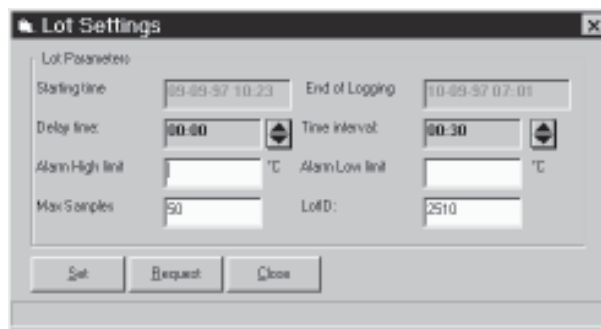 Lot Settings
Lot Parameters
Starting time 09-09-97 10:23 End of Logging 10-09-97 07:01
Delay time: 00:00 Time interval: 00:30
Alarm High limit °C Alarm Low limit °C
Max Samples 50 LotID: 2510
Set Request Close